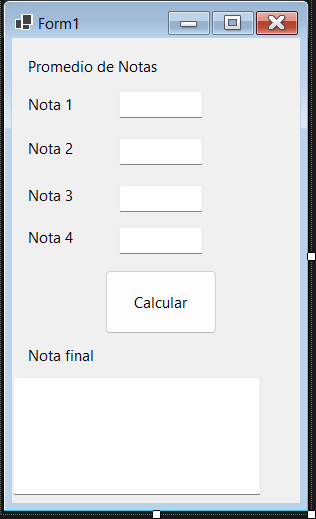 Form1
Promedio de Notas
Nota 1
Nota 2
Nota 3
Nota 4
Calcular
Nota final